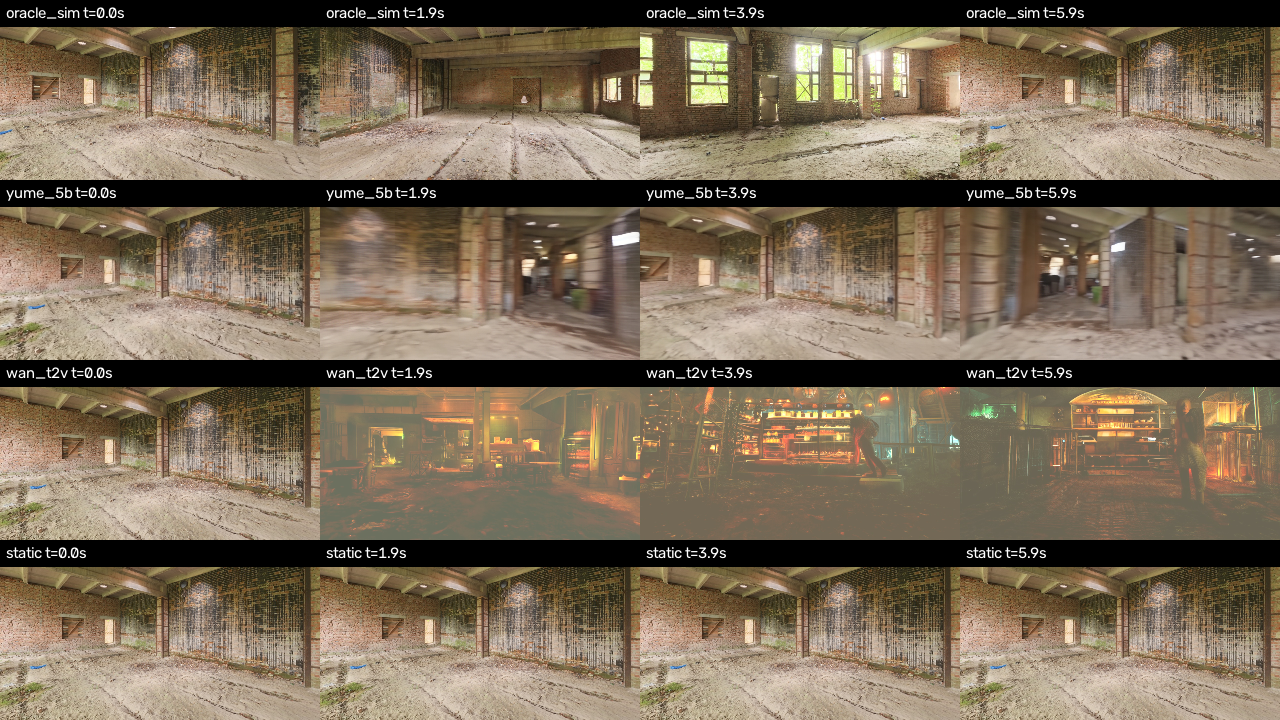 oracle_sim t=0.0s
oracle_sim t=1.9s
oracle_sim t=3.9s
oracle_sim t=5.9s
yume_5b t=0.0s
yume_5b t=1.9s
yume_5b t=3.9s
yume_5b t=5.9s
wan_t2v t=0.0s
wan_t2v t=1.9s
wan_t2v t=3.9s
wan_t2v t=5.9s
static t=0.0s
static t=1.9s
static t=3.9s
static t=5.9s